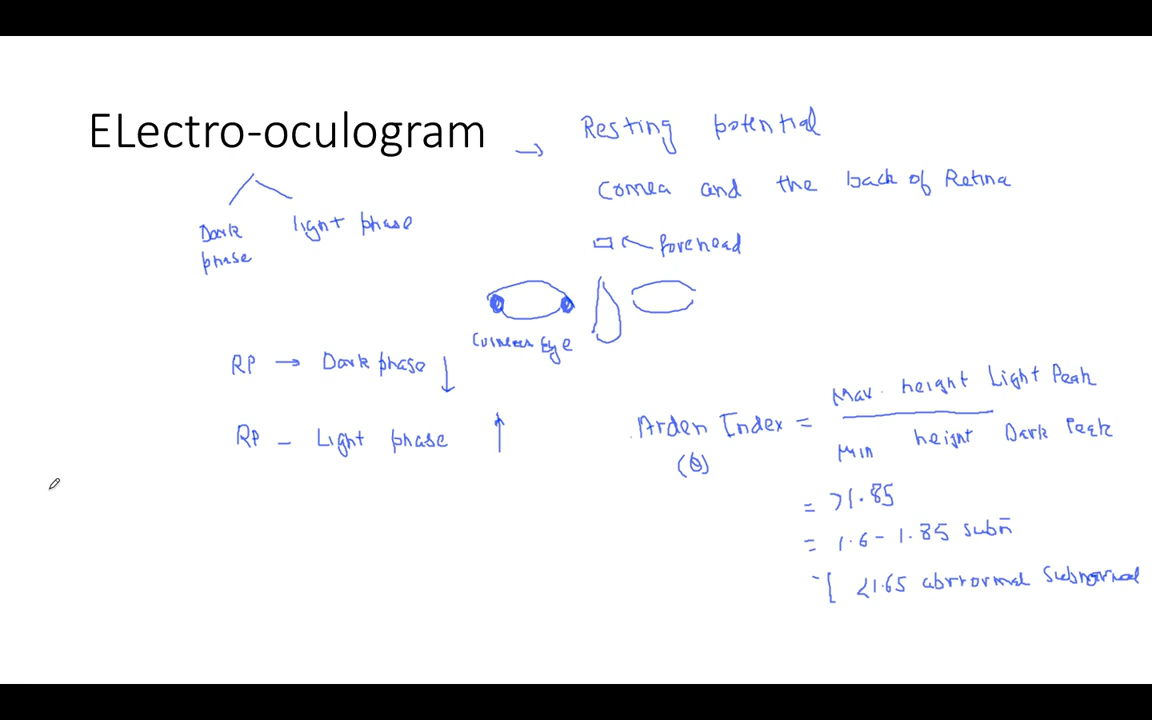 ELectro-oculogram
→ Resting potential
Cornea and the back of Retina
Dark phase
light phase
forehead
Eye
RP → Dark phase ↓
RP - Light phase ↑
Arden Index = Max. height Light Peak
Min height Dark Peak
= >1.85
= 1.6 - 1.85 subn̄
<1.65 abnormal Subnormal